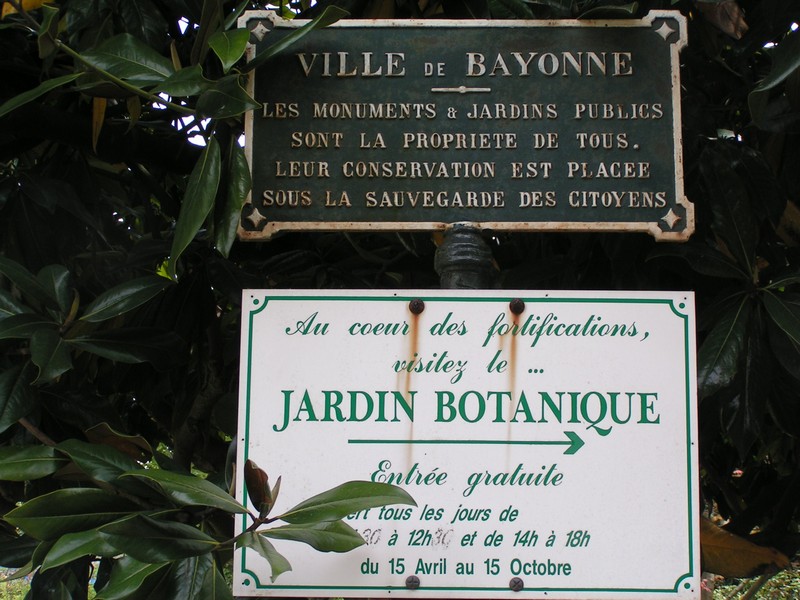 VILLE DE BAYONNE
LES MONUMENTS & JARDINS PUBLICS
SONT LA PROPRIETE DE TOUS.
LEUR CONSERVATION EST PLACEE
SOUS LA SAUVEGARDE DES CITOYENS
Au coeur des fortifications,
visitez le ...
JARDIN BOTANIQUE
Entrée gratuite
tous les jours de
30 à 12h30 et de 14h à 18h
du 15 Avril au 15 Octobre